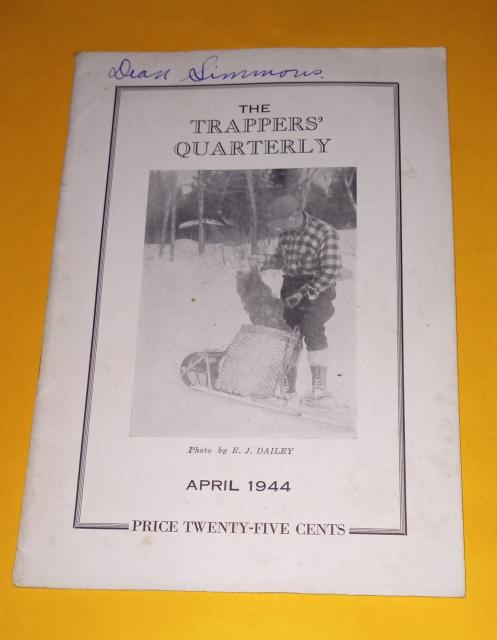 Dean Simmons
THE
TRAPPERS'
QUARTERLY
Photo by E. J. DAILEY
APRIL 1944
PRICE TWENTY-FIVE CENTS